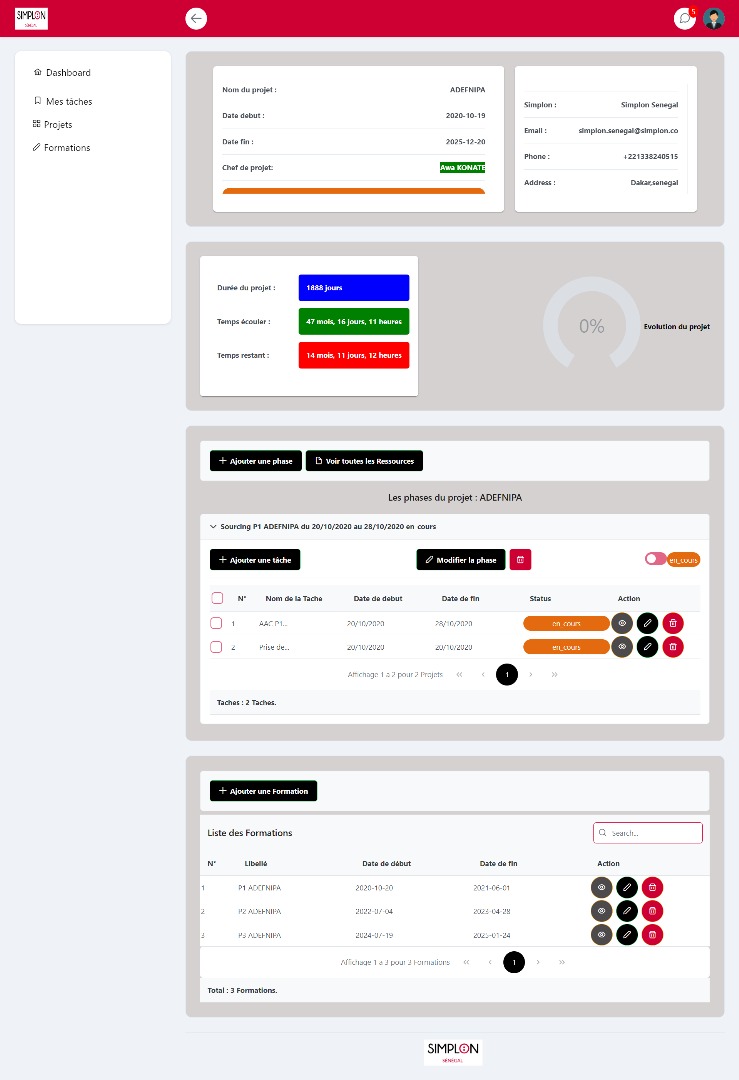 SIMPLON
SENEGAL
5
Dashboard
Mes tâches
Projets
Formations
Nom du projet : ADEFNIPA
Date debut : 2020-10-19
Date fin : 2025-12-20
Chef de projet: Awa KONATE
Simplon : Simplon Senegal
Email : simplon.senegal@simplon.co
Phone : +221338240515
Address : Dakar,senegal
Durée du projet : 1888 jours
Temps écouler : 47 mois, 16 jours, 11 heures
Temps restant : 14 mois, 11 jours, 12 heures
0%
Evolution du projet
+ Ajouter une phase Voir toutes les Ressources
Les phases du projet : ADEFNIPA
Sourcing P1 ADEFNIPA du 20/10/2020 au 28/10/2020 en cours
+ Ajouter une tâche Modifier la phase en_cours
N° Nom de la Tache Date de debut Date de fin Status Action
1 AAC P1... 20/10/2020 28/10/2020 en_cours
2 Prise de... 20/10/2020 20/10/2020 en_cours
Affichage 1 à 2 pour 2 Projets « ‹ 1 › »
Taches : 2 Taches.
+ Ajouter une Formation
Liste des Formations Search...
N° Libellé Date de début Date de fin Action
1 P1 ADEFNIPA 2020-10-20 2021-06-01
2 P2 ADEFNIPA 2022-07-04 2023-04-28
3 P3 ADEFNIPA 2024-07-19 2025-01-24
Affichage 1 à 3 pour 3 Formations « ‹ 1 › »
Total : 3 Formations.
SIMPLON
SENEGAL